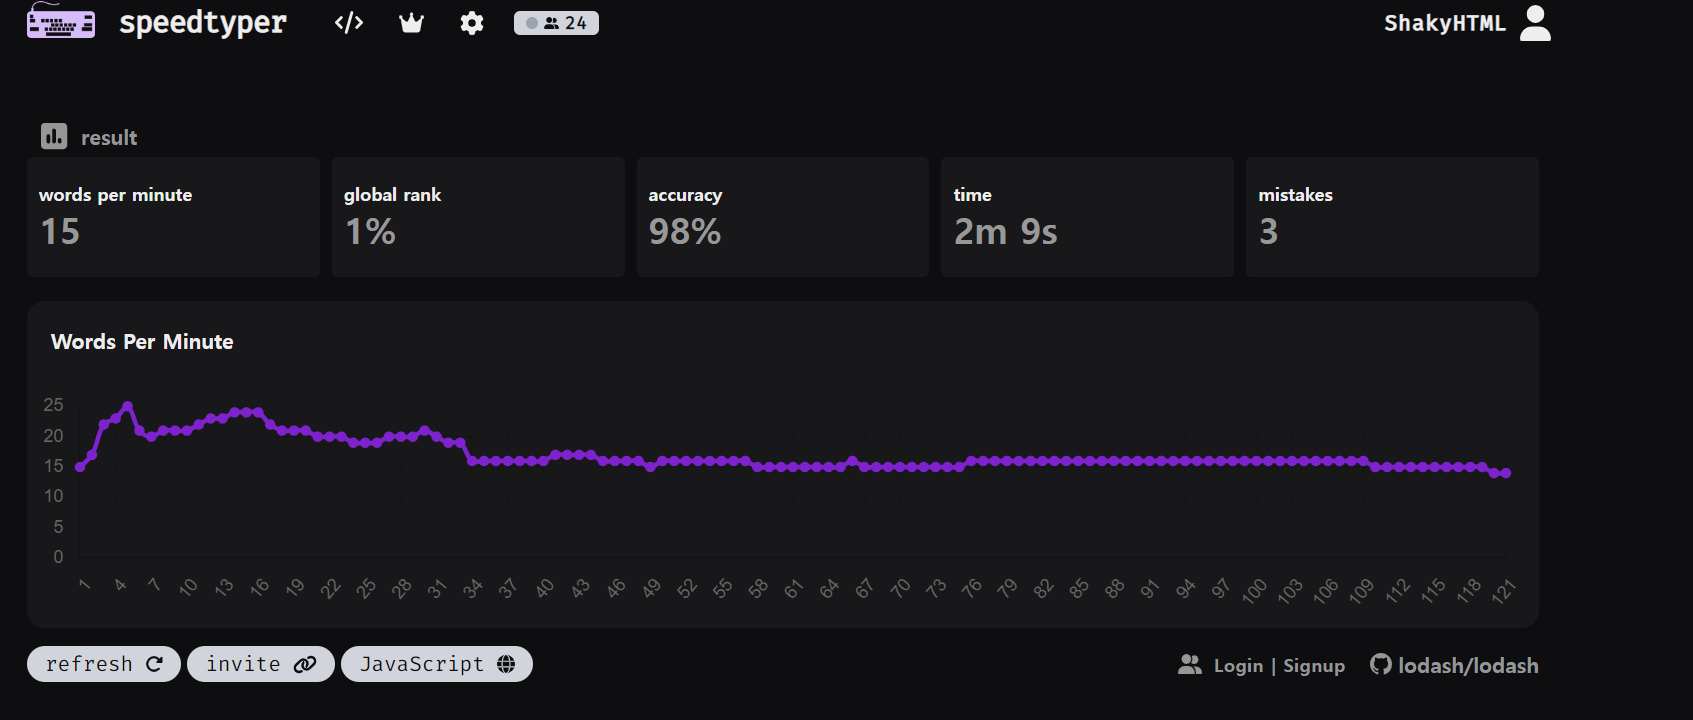 speedtyper 24 ShakyHTML
result
words per minute
15
global rank
1%
accuracy
98%
time
2m 9s
mistakes
3
Words Per Minute
25
20
15
10
5
0
1 4 7 10 13 16 19 22 25 28 31 34 37 40 43 46 49 52 55 58 61 64 67 70 73 76 79 82 85 88 91 94 97 100 103 106 109 112 115 118 121
refresh invite JavaScript Login | Signup lodash/lodash